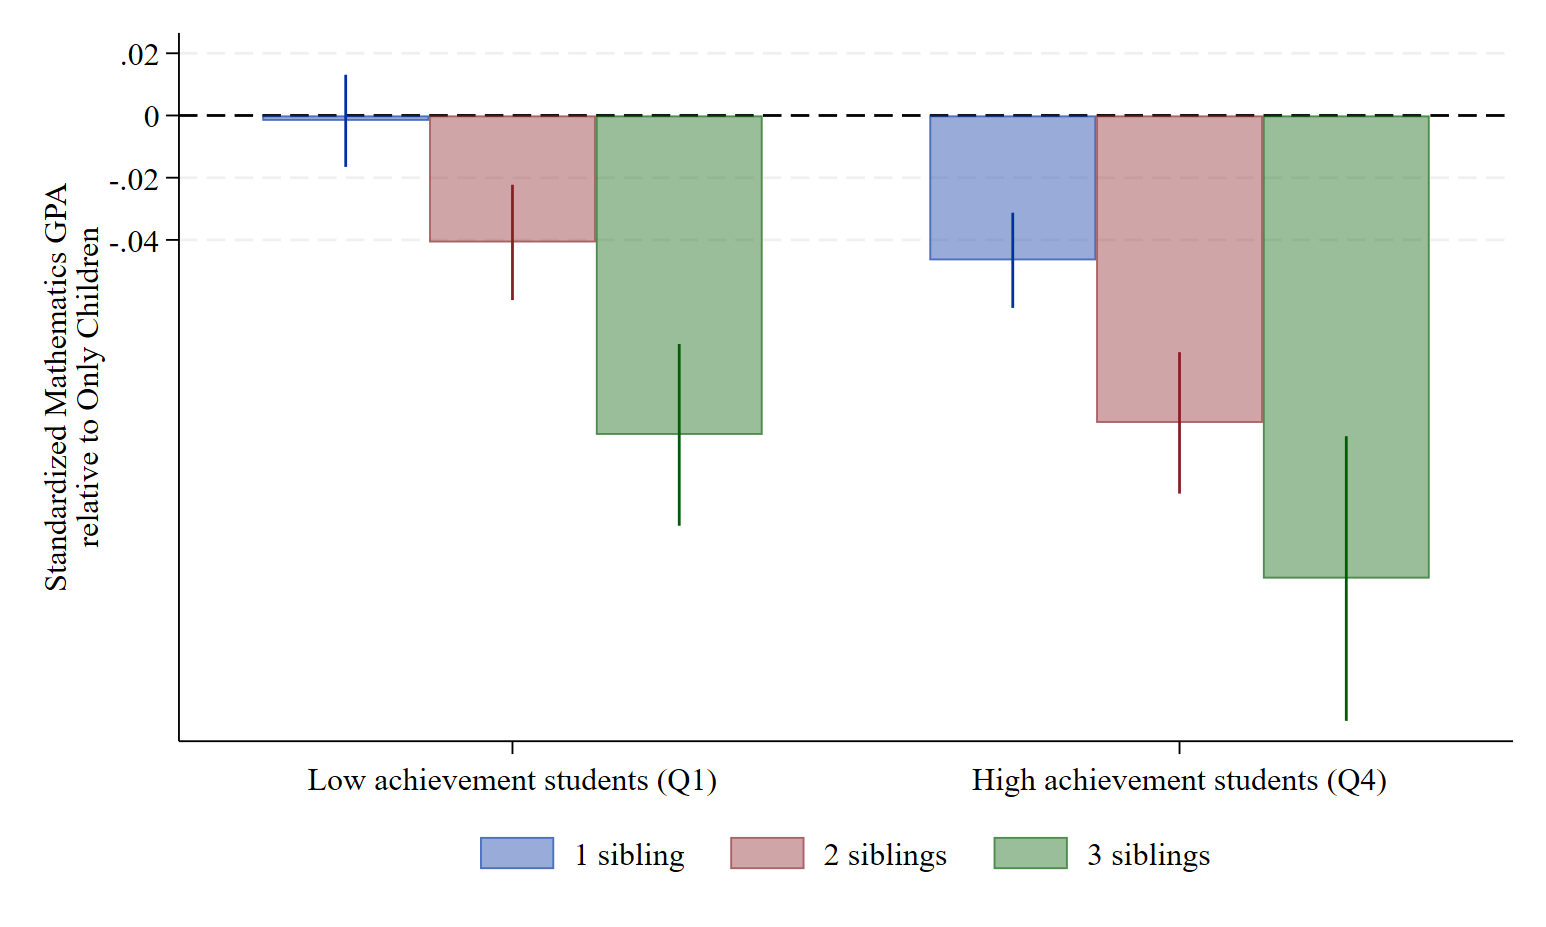 .02
0
-.02
-.04
Standardized Mathematics GPA
relative to Only Children
Low achievement students (Q1)
High achievement students (Q4)
1 sibling
2 siblings
3 siblings